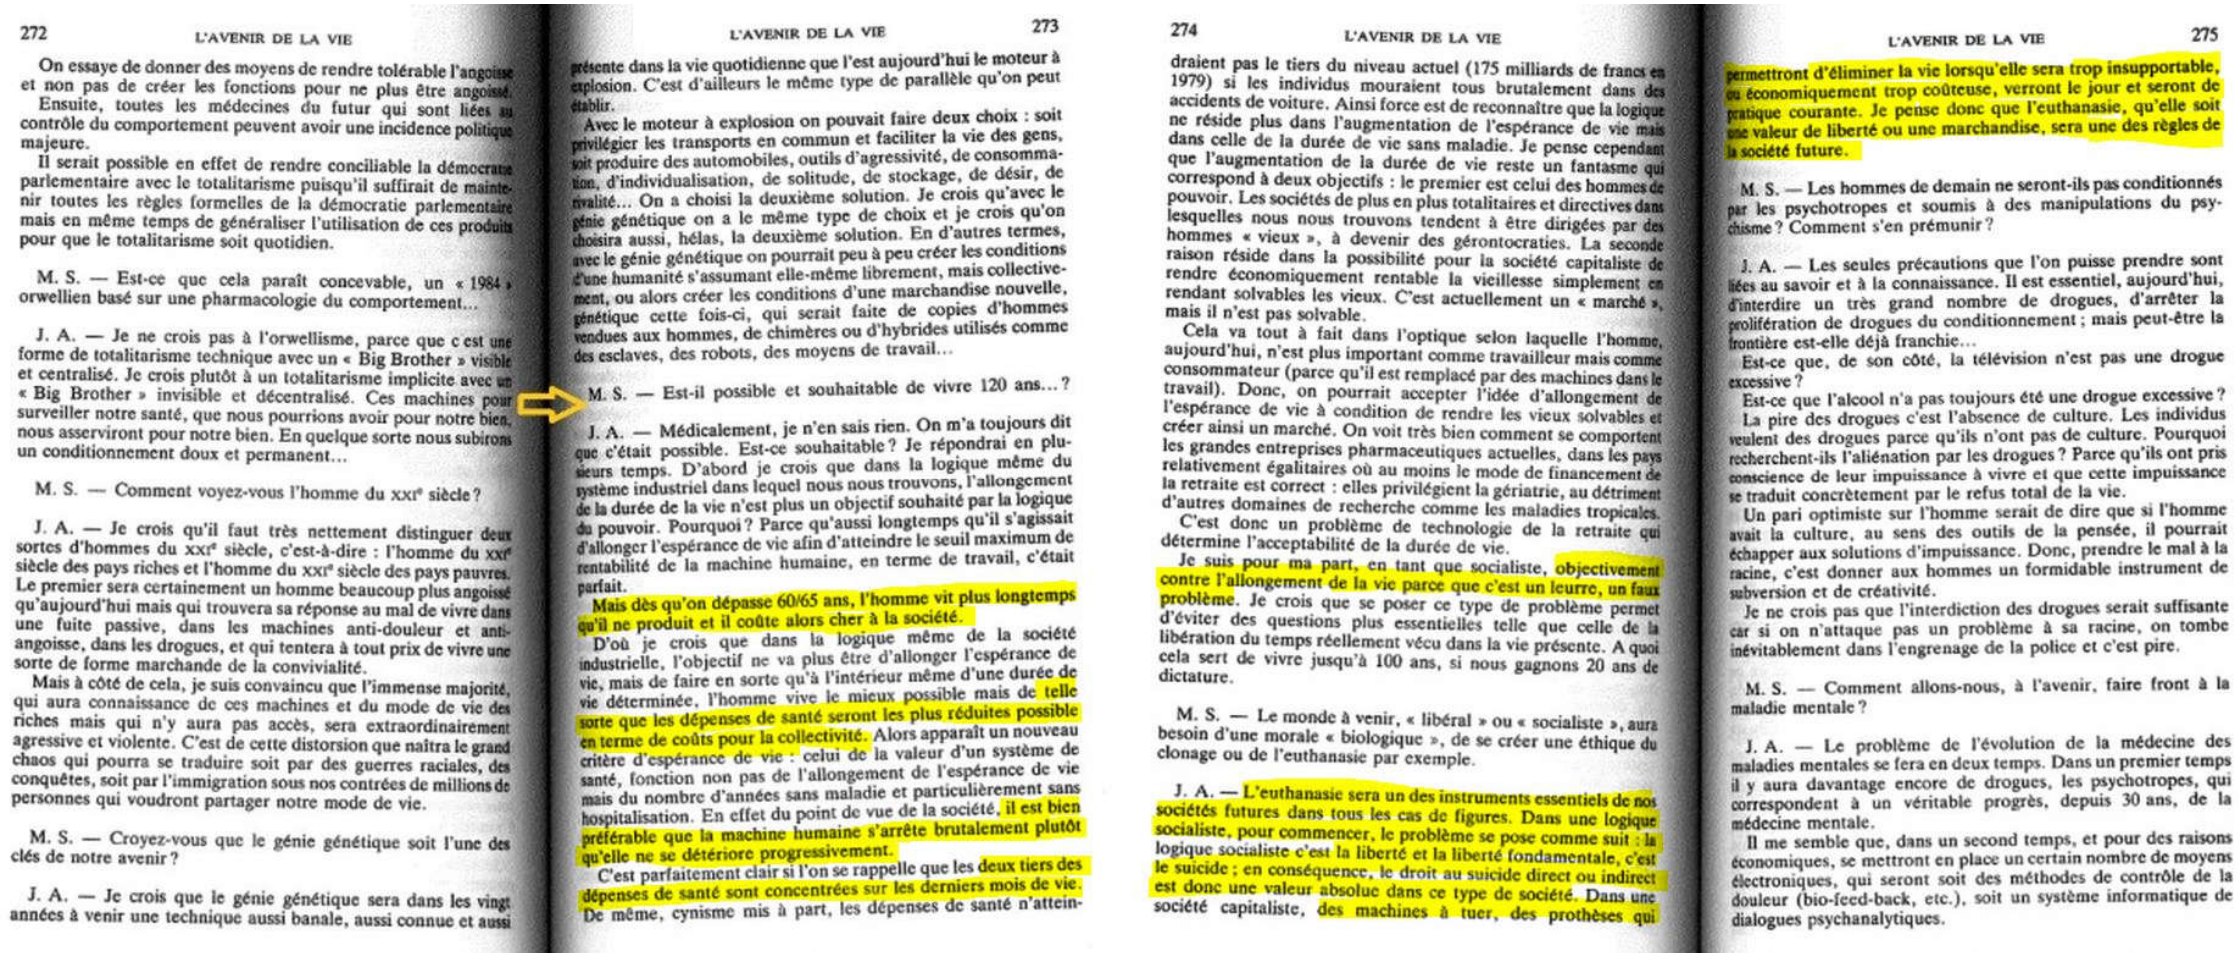 272
L'AVENIR DE LA VIE
On essaye de donner des moyens de rendre tolérable l'angoisse
et non pas de créer les fonctions pour ne plus être angoissé.
Ensuite, toutes les médecines du futur qui sont liées au
contrôle du comportement peuvent avoir une incidence politique
majeure.
Il serait possible en effet de rendre conciliable la démocratie
parlementaire avec le totalitarisme puisqu'il suffirait de mainte-
nir toutes les règles formelles de la démocratie parlementaire
mais en même temps de généraliser l'utilisation de ces produits
pour que le totalitarisme soit quotidien.
M. S. — Est-ce que cela paraît concevable, un « 1984 »
orwellien basé sur une pharmacologie du comportement...
J. A. — Je ne crois pas à l'orwellisme, parce que c'est une
forme de totalitarisme technique avec un « Big Brother » visible
et centralisé. Je crois plutôt à un totalitarisme implicite avec un
« Big Brother » invisible et décentralisé. Ces machines pour
surveiller notre santé, que nous pourrions avoir pour notre bien,
nous asserviront pour notre bien. En quelque sorte nous subirons
un conditionnement doux et permanent...
M. S. — Comment voyez-vous l'homme du XXIe siècle ?
J. A. — Je crois qu'il faut très nettement distinguer deux
sortes d'hommes du XXIe siècle, c'est-à-dire : l'homme du XXIe
siècle des pays riches et l'homme du XXIe siècle des pays pauvres.
Le premier sera certainement un homme beaucoup plus angoissé
qu'aujourd'hui mais qui trouvera sa réponse au mal de vivre dans
une fuite passive, dans les machines anti-douleur et anti-
angoisse, dans les drogues, et qui tentera à tout prix de vivre une
sorte de forme marchande de la convivialité.
Mais à côté de cela, je suis convaincu que l'immense majorité,
qui aura connaissance de ces machines et du mode de vie des
riches mais qui n'y aura pas accès, sera extraordinairement
agressive et violente. C'est de cette distorsion que naîtra le grand
chaos qui pourra se traduire soit par des guerres raciales, des
conquêtes, soit par l'immigration sous nos contrées de millions de
personnes qui voudront partager notre mode de vie.
M. S. — Croyez-vous que le génie génétique soit l'une des
clés de notre avenir ?
J. A. — Je crois que le génie génétique sera dans les vingt
années à venir une technique aussi banale, aussi connue et aussi
L'AVENIR DE LA VIE
273
présente dans la vie quotidienne que l'est aujourd'hui le moteur à
explosion. C'est d'ailleurs le même type de parallèle qu'on peut
établir.
Avec le moteur à explosion on pouvait faire deux choix : soit
privilégier les transports en commun et faciliter la vie des gens,
soit produire des automobiles, outils d'agressivité, de consomma-
tion, d'individualisation, de solitude, de stockage, de désir, de
rivalité... On a choisi la deuxième solution. Je crois qu'avec le
génie génétique on a le même type de choix et je crois qu'on
choisira aussi, hélas, la deuxième solution. En d'autres termes,
avec le génie génétique on pourrait peu à peu créer les conditions
d'une humanité s'assumant elle-même librement, mais collective-
ment, ou alors créer les conditions d'une marchandise nouvelle,
génétique cette fois-ci, qui serait faite de copies d'hommes
vendues aux hommes, de chimères ou d'hybrides utilisés comme
des esclaves, des robots, des moyens de travail...
M. S. — Est-il possible et souhaitable de vivre 120 ans... ?
J. A. — Médicalement, je n'en sais rien. On m'a toujours dit
que c'était possible. Est-ce souhaitable ? Je répondrai en plu-
sieurs temps. D'abord je crois que dans la logique même du
système industriel dans lequel nous nous trouvons, l'allongement
de la durée de la vie n'est plus un objectif souhaité par la logique
du pouvoir. Pourquoi ? Parce qu'aussi longtemps qu'il s'agissait
d'allonger l'espérance de vie afin d'atteindre le seuil maximum de
rentabilité de la machine humaine, en terme de travail, c'était
parfait.
Mais dès qu'on dépasse 60/65 ans, l'homme vit plus longtemps
qu'il ne produit et il coûte alors cher à la société.
D'où je crois que dans la logique même de la société
industrielle, l'objectif ne va plus être d'allonger l'espérance de
vie, mais de faire en sorte qu'à l'intérieur même d'une durée de
vie déterminée, l'homme vive le mieux possible mais de telle
sorte que les dépenses de santé seront les plus réduites possible
en terme de coûts pour la collectivité. Alors apparaît un nouveau
critère d'espérance de vie : celui de la valeur d'un système de
santé, fonction non pas de l'allongement de l'espérance de vie
mais du nombre d'années sans maladie et particulièrement sans
hospitalisation. En effet du point de vue de la société, il est bien
préférable que la machine humaine s'arrête brutalement plutôt
qu'elle ne se détériore progressivement.
C'est parfaitement clair si l'on se rappelle que les deux tiers des
dépenses de santé sont concentrées sur les derniers mois de vie.
De même, cynisme mis à part, les dépenses de santé n'attein-
274
L'AVENIR DE LA VIE
draient pas le tiers du niveau actuel (175 milliards de francs en
1979) si les individus mouraient tous brutalement dans des
accidents de voiture. Ainsi force est de reconnaître que la logique
ne réside plus dans l'augmentation de l'espérance de vie mais
dans celle de la durée de vie sans maladie. Je pense cependant
que l'augmentation de la durée de vie reste un fantasme qui
correspond à deux objectifs : le premier est celui des hommes de
pouvoir. Les sociétés de plus en plus totalitaires et directives dans
lesquelles nous nous trouvons tendent à être dirigées par des
hommes « vieux », à devenir des gérontocraties. La seconde
raison réside dans la possibilité pour la société capitaliste de
rendre économiquement rentable la vieillesse simplement en
rendant solvables les vieux. C'est actuellement un « marché »,
mais il n'est pas solvable.
Cela va tout à fait dans l'optique selon laquelle l'homme,
aujourd'hui, n'est plus important comme travailleur mais comme
consommateur (parce qu'il est remplacé par des machines dans le
travail). Donc, on pourrait accepter l'idée d'allongement de
l'espérance de vie à condition de rendre les vieux solvables et
créer ainsi un marché. On voit très bien comment se comportent
les grandes entreprises pharmaceutiques actuelles, dans les pays
relativement égalitaires où au moins le mode de financement de
la retraite est correct : elles privilégient la gériatrie, au détriment
d'autres domaines de recherche comme les maladies tropicales.
C'est donc un problème de technologie de la retraite qui
détermine l'acceptabilité de la durée de vie.
Je suis pour ma part, en tant que socialiste, objectivement
contre l'allongement de la vie parce que c'est un leurre, un faux
problème. Je crois que se poser ce type de problème permet
d'éviter des questions plus essentielles telle que celle de la
libération du temps réellement vécu dans la vie présente. A quoi
cela sert de vivre jusqu'à 100 ans, si nous gagnons 20 ans de
dictature.
M. S. — Le monde à venir, « libéral » ou « socialiste », aura
besoin d'une morale « biologique », de se créer une éthique du
clonage ou de l'euthanasie par exemple.
J. A. — L'euthanasie sera un des instruments essentiels de nos
sociétés futures dans tous les cas de figures. Dans une logique
socialiste, pour commencer, le problème se pose comme suit : la
logique socialiste c'est la liberté et la liberté fondamentale, c'est
le suicide ; en conséquence, le droit au suicide direct ou indirect
est donc une valeur absolue dans ce type de société. Dans une
société capitaliste, des machines à tuer, des prothèses qui
L'AVENIR DE LA VIE
275
permettront d'éliminer la vie lorsqu'elle sera trop insupportable,
ou économiquement trop coûteuse, verront le jour et seront de
pratique courante. Je pense donc que l'euthanasie, qu'elle soit
une valeur de liberté ou une marchandise, sera une des règles de
la société future.
M. S. — Les hommes de demain ne seront-ils pas conditionnés
par les psychotropes et soumis à des manipulations du psy-
chisme ? Comment s'en prémunir ?
J. A. — Les seules précautions que l'on puisse prendre sont
liées au savoir et à la connaissance. Il est essentiel, aujourd'hui,
d'interdire un très grand nombre de drogues, d'arrêter la
prolifération de drogues du conditionnement ; mais peut-être la
frontière est-elle déjà franchie...
Est-ce que, de son côté, la télévision n'est pas une drogue
excessive ?
Est-ce que l'alcool n'a pas toujours été une drogue excessive ?
La pire des drogues c'est l'absence de culture. Les individus
veulent des drogues parce qu'ils n'ont pas de culture. Pourquoi
recherchent-ils l'aliénation par les drogues ? Parce qu'ils ont pris
conscience de leur impuissance à vivre et que cette impuissance
se traduit concrètement par le refus total de la vie.
Un pari optimiste sur l'homme serait de dire que si l'homme
avait la culture, au sens des outils de la pensée, il pourrait
échapper aux solutions d'impuissance. Donc, prendre le mal à la
racine, c'est donner aux hommes un formidable instrument de
subversion et de créativité.
Je ne crois pas que l'interdiction des drogues serait suffisante
car si on n'attaque pas un problème à sa racine, on tombe
inévitablement dans l'engrenage de la police et c'est pire.
M. S. — Comment allons-nous, à l'avenir, faire front à la
maladie mentale ?
J. A. — Le problème de l'évolution de la médecine des
maladies mentales se fera en deux temps. Dans un premier temps
il y aura davantage encore de drogues, les psychotropes, qui
correspondent à un véritable progrès, depuis 30 ans, de la
médecine mentale.
Il me semble que, dans un second temps, et pour des raisons
économiques, se mettront en place un certain nombre de moyens
électroniques, qui seront soit des méthodes de contrôle de la
douleur (bio-feed-back, etc.), soit un système informatique de
dialogues psychanalytiques.